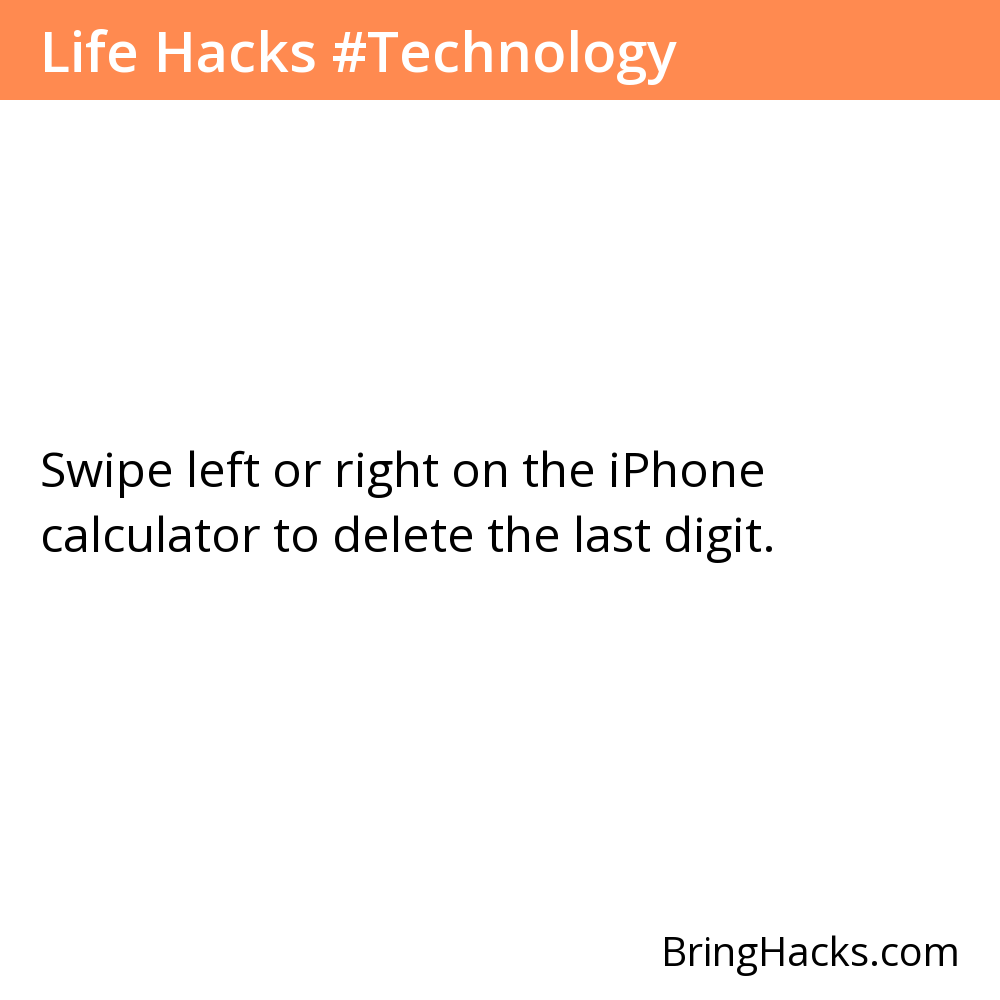 Life Hacks #Technology
Swipe left or right on the iPhone
calculator to delete the last digit.
BringHacks.com